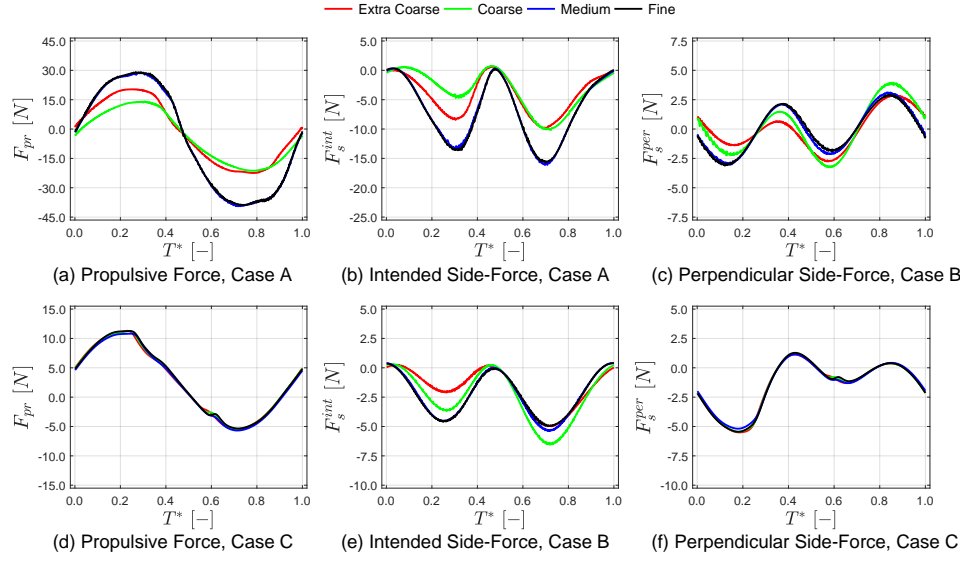 Extra Coarse Coarse Medium Fine
45.0 30.0 15.0 0.0 -15.0 -30.0 -45.0
F_pr [N]
0.0 0.2 0.4 0.6 0.8 1.0
T* [-]
(a) Propulsive Force, Case A
5.0 0.0 -5.0 -10.0 -15.0 -20.0 -25.0
F_s^int [N]
0.0 0.2 0.4 0.6 0.8 1.0
T* [-]
(b) Intended Side-Force, Case A
7.5 5.0 2.5 0.0 -2.5 -5.0 -7.5
F_s^per [N]
0.0 0.2 0.4 0.6 0.8 1.0
T* [-]
(c) Perpendicular Side-Force, Case B
15.0 10.0 5.0 0.0 -5.0 -10.0 -15.0
F_pr [N]
0.0 0.2 0.4 0.6 0.8 1.0
T* [-]
(d) Propulsive Force, Case C
5.0 2.5 0.0 -2.5 -5.0 -7.5 -10.0
F_s^int [N]
0.0 0.2 0.4 0.6 0.8 1.0
T* [-]
(e) Intended Side-Force, Case B
5.0 2.5 0.0 -2.5 -5.0 -7.5 -10.0
F_s^per [N]
0.0 0.2 0.4 0.6 0.8 1.0
T* [-]
(f) Perpendicular Side-Force, Case C